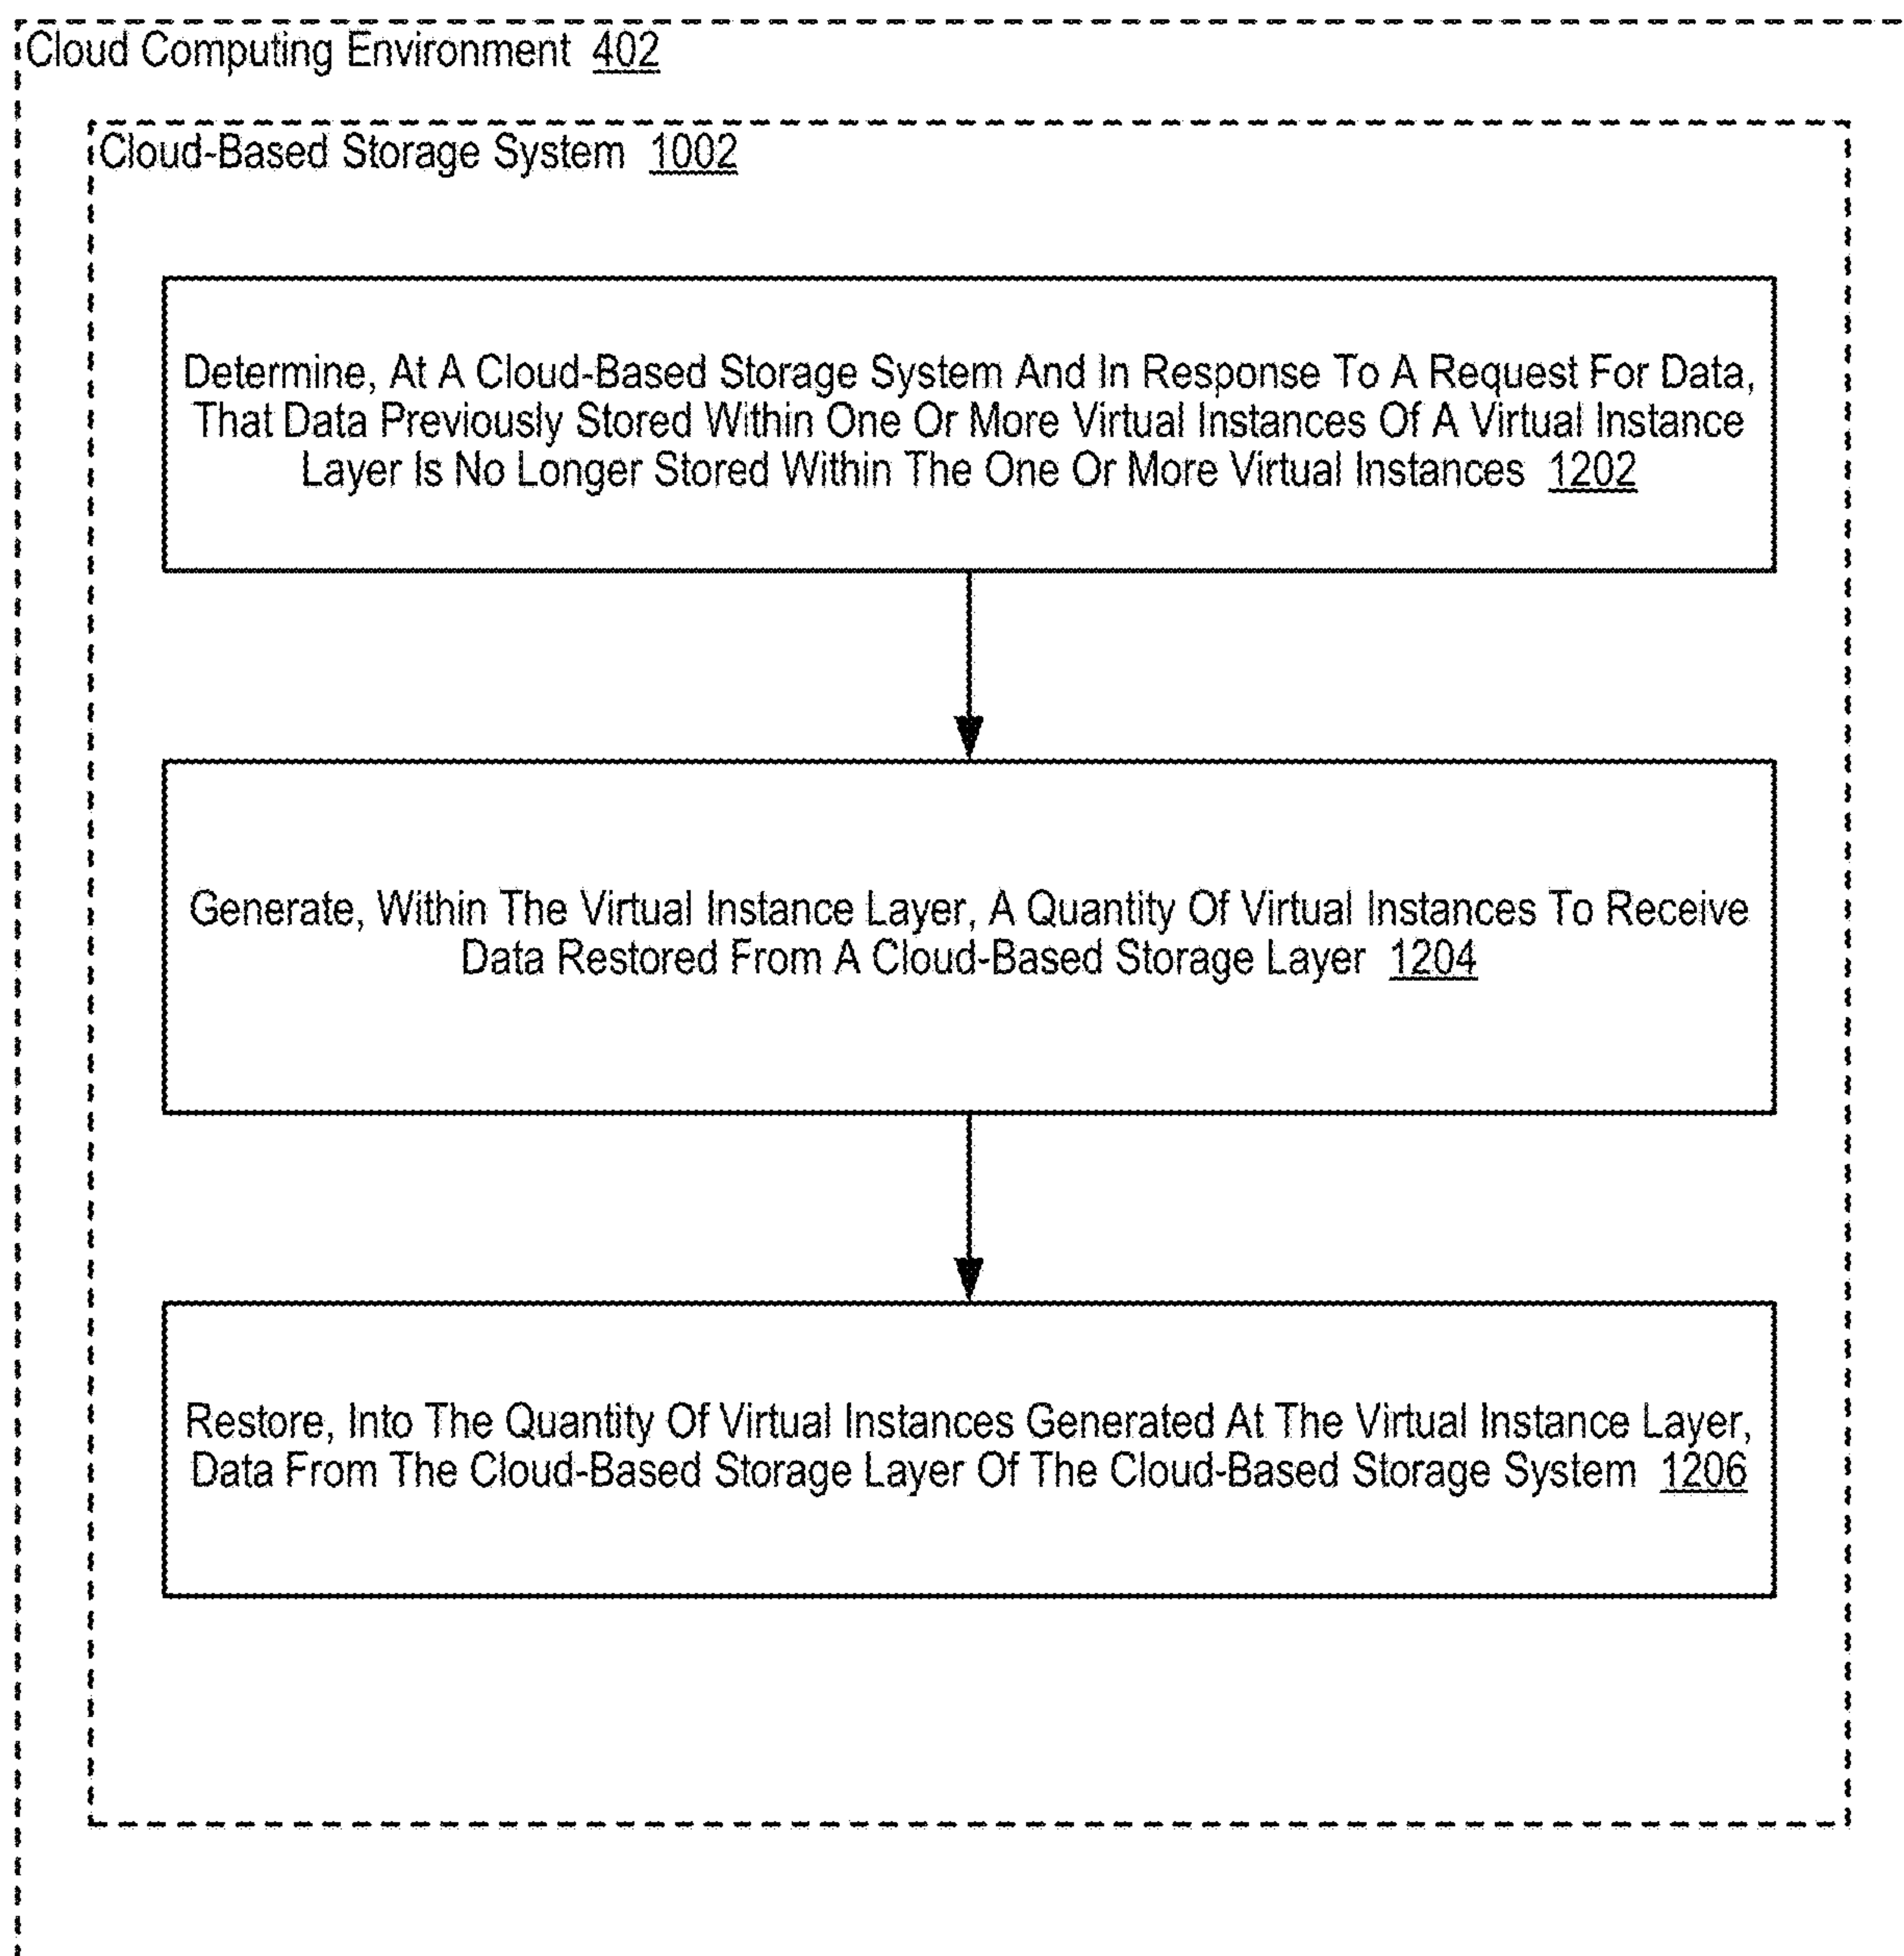 Cloud Computing Environment 402
Cloud-Based Storage System 1002
Determine, At A Cloud-Based Storage System And In Response To A Request For Data,
That Data Previously Stored Within One Or More Virtual Instances Of A Virtual Instance
Layer Is No Longer Stored Within The One Or More Virtual Instances 1202
Generate, Within The Virtual Instance Layer, A Quantity Of Virtual Instances To Receive
Data Restored From A Cloud-Based Storage Layer 1204
Restore, Into The Quantity Of Virtual Instances Generated At The Virtual Instance Layer,
Data From The Cloud-Based Storage Layer Of The Cloud-Based Storage System 1206